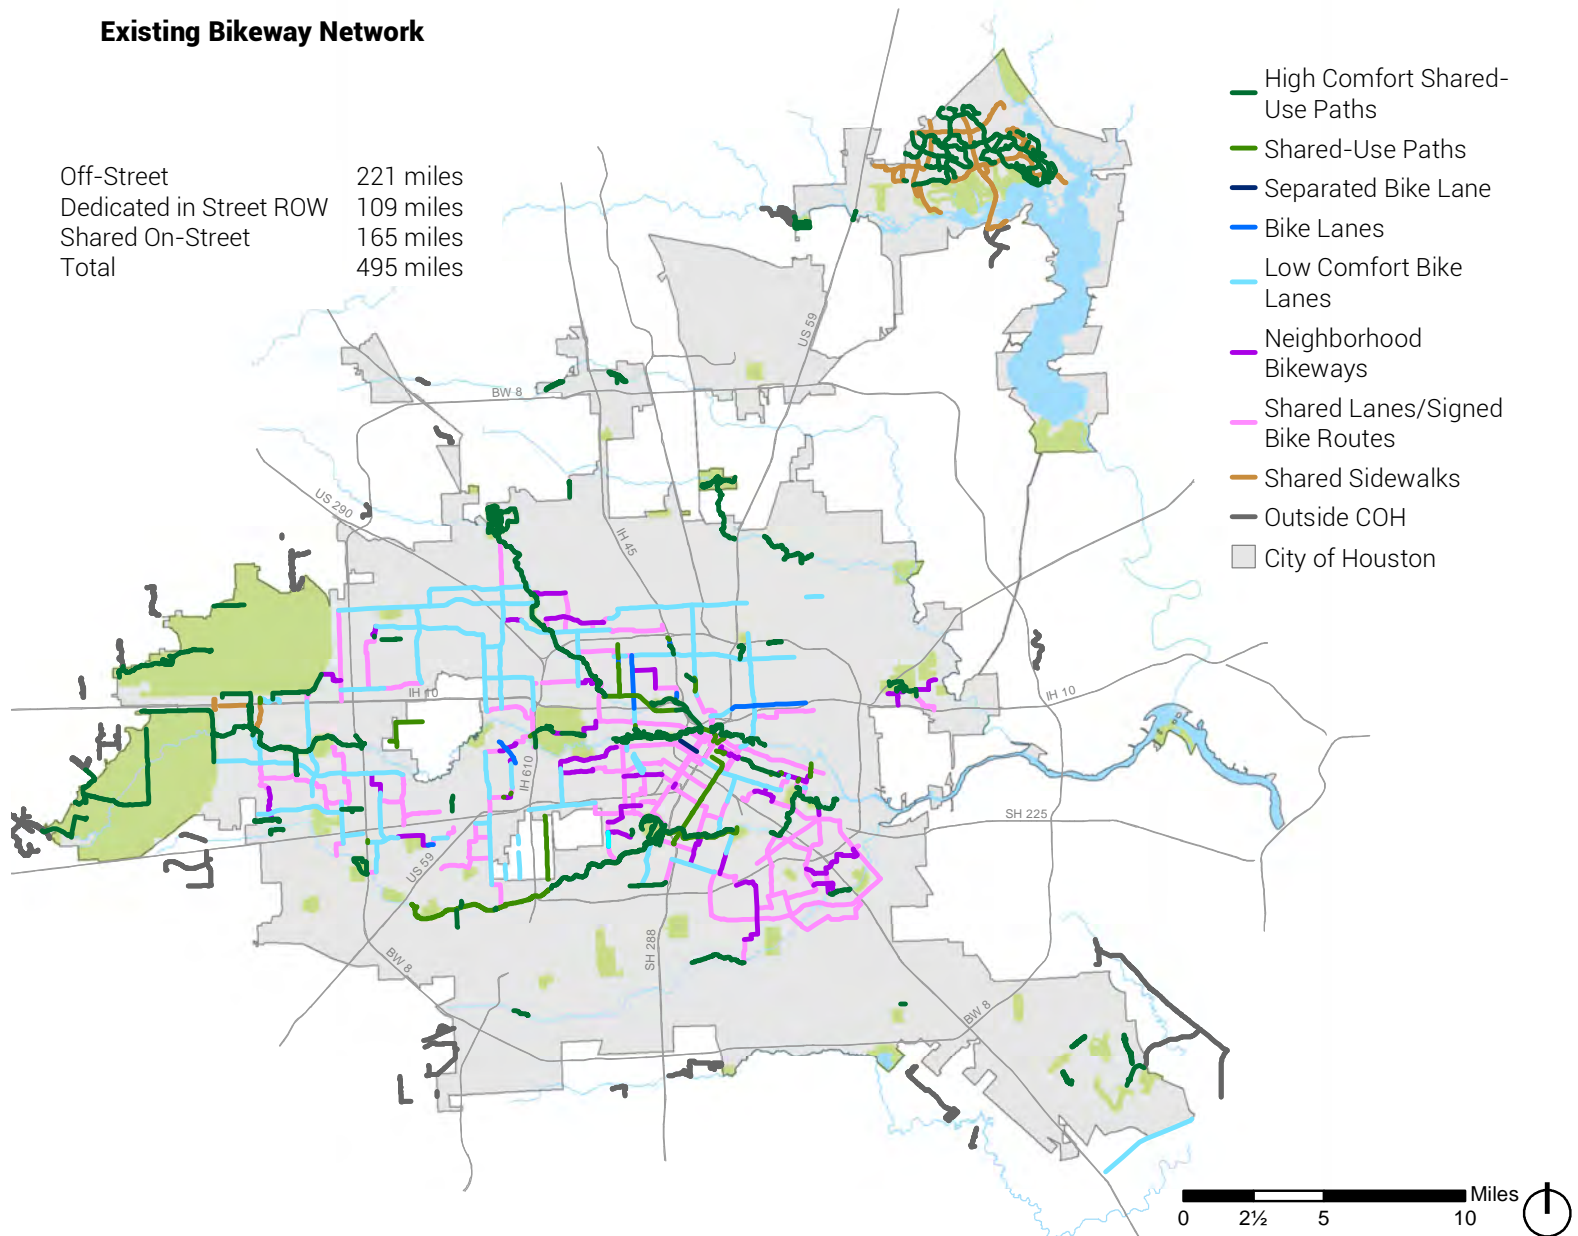 Existing Bikeway Network
Off-Street 221 miles
Dedicated in Street ROW 109 miles
Shared On-Street 165 miles
Total 495 miles
High Comfort Shared-
Use Paths
Shared-Use Paths
Separated Bike Lane
Bike Lanes
Low Comfort Bike
Lanes
Neighborhood
Bikeways
Shared Lanes/Signed
Bike Routes
Shared Sidewalks
Outside COH
City of Houston
US 59
BW 8
US 290
IH 45
IH 10
IH 10
IH 610
SH 225
US 59
BW 8
SH 288
BW 8
Miles
0 2½ 5 10